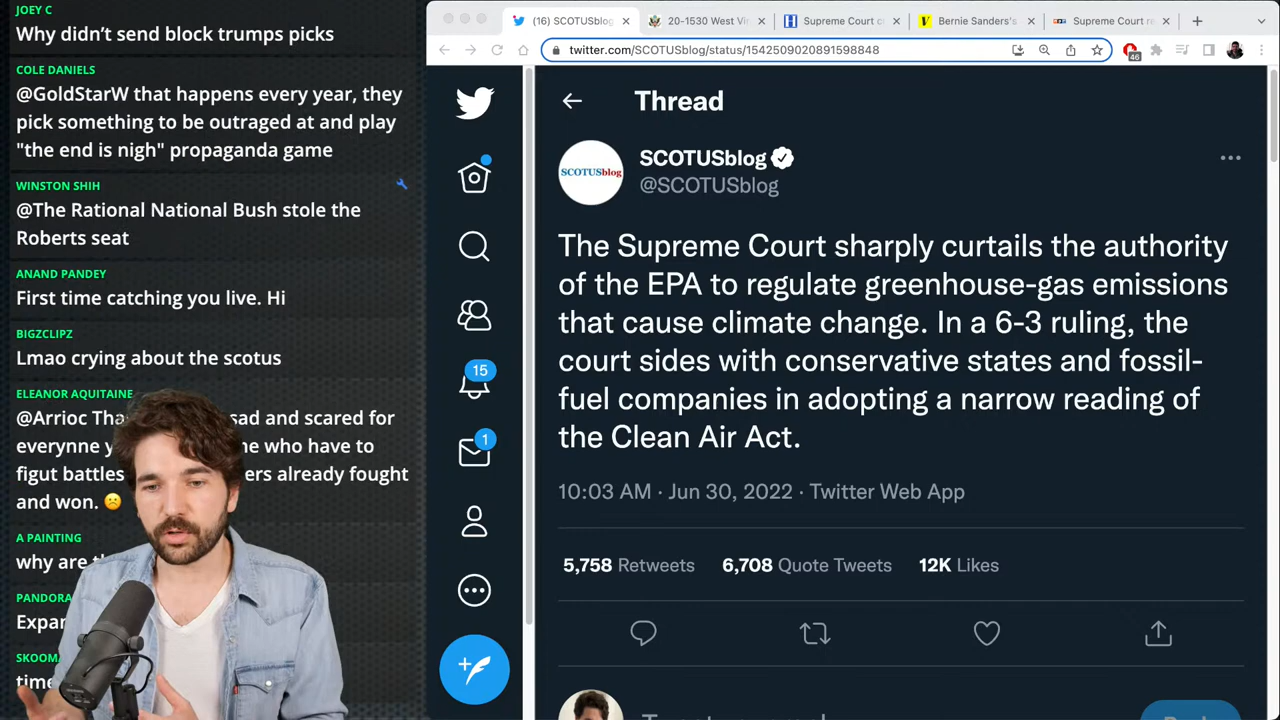 JOEY C
Why didn’t send block trumps picks
COLE DANIELS
@GoldStarW that happens every year, they
pick something to be outraged at and play
"the end is nigh" propaganda game
WINSTON SHIH
@The Rational National Bush stole the
Roberts seat
ANAND PANDEY
First time catching you live. Hi
BIGZCLIPZ
Lmao crying about the scotus
ELEANOR AQUITAINE
@Arrioc sad and scared for
everynne who have to
figut battles already fought
and won. ☹️
A PAINTING
why are
(16) SCOTUSblog
20-1530 West Vir
Supreme Court c
Bernie Sanders's
Supreme Court re
twitter.com/SCOTUSblog/status/1542509020891598848
46
Thread
SCOTUSblog
SCOTUSblog
@SCOTUSblog
The Supreme Court sharply curtails the authority
of the EPA to regulate greenhouse-gas emissions
that cause climate change. In a 6-3 ruling, the
court sides with conservative states and fossil-
fuel companies in adopting a narrow reading of
the Clean Air Act.
10:03 AM · Jun 30, 2022 · Twitter Web App
5,758 Retweets 6,708 Quote Tweets 12K Likes
15
1